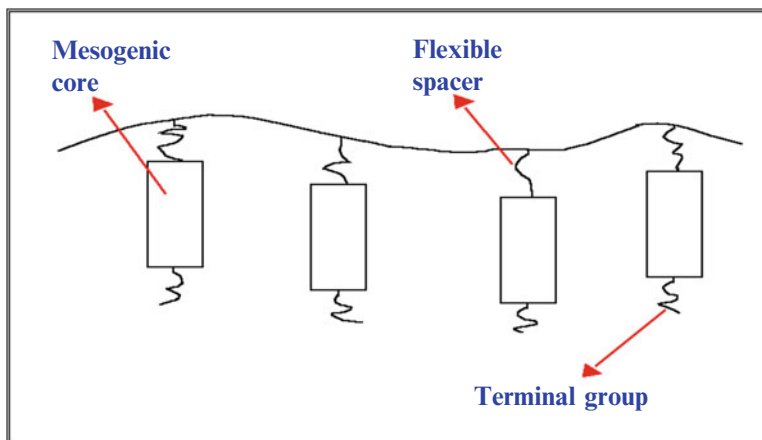 Mesogenic
core
Flexible
spacer
Terminal group